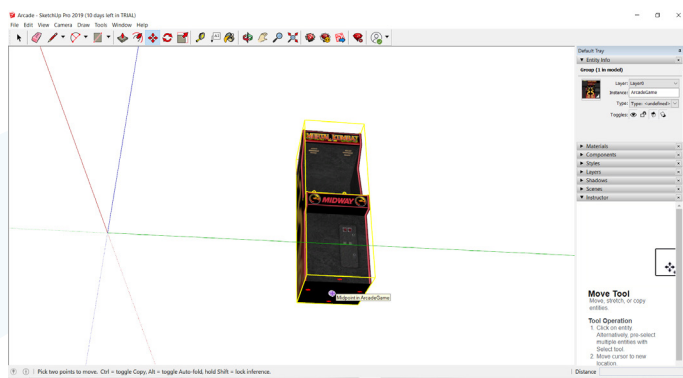 Arcade - SketchUp Pro 2019 (10 days left in TRIAL)
File Edit View Camera Draw Tools Window Help
Default Tray
Entity Info
Group (1 in model)
Layer: Layer0
Instance: ArcadeGame
Type: Type: <undefined>
Toggles:
Materials
Components
Styles
Layers
Shadows
Scenes
Instructor
MORTAL KOMBAT
MIDWAY
Midpoint in ArcadeGame
Move Tool
Move, stretch, or copy
entities.
Tool Operation
1. Click on entity.
Alternatively, pre-select
multiple entities with
Select tool.
2. Move cursor to new
location.
Pick two points to move. Ctrl = toggle Copy, Alt = toggle Auto-fold, hold Shift = lock inference.
Distance